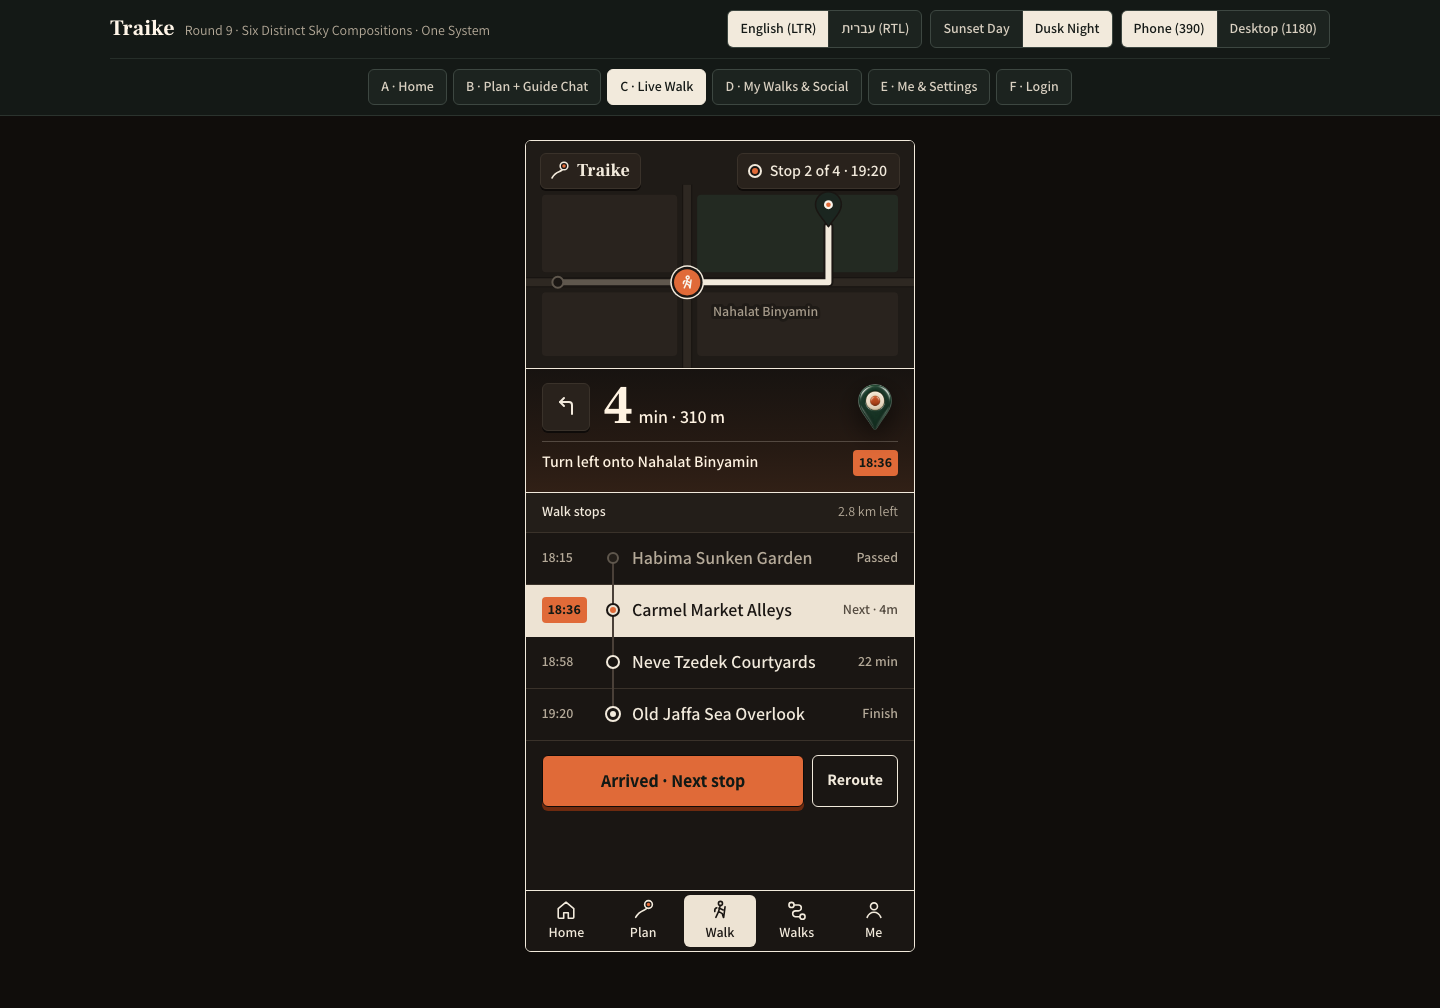 Traike Round 9 · Six Distinct Sky Compositions · One System
English (LTR) עברית (RTL) Sunset Day Dusk Night Phone (390) Desktop (1180)
A · Home B · Plan + Guide Chat C · Live Walk D · My Walks & Social E · Me & Settings F · Login
Traike Stop 2 of 4 · 19:20
Nahalat Binyamin
4 min · 310 m
Turn left onto Nahalat Binyamin 18:36
Walk stops 2.8 km left
18:15 Habima Sunken Garden Passed
18:36 Carmel Market Alleys Next · 4m
18:58 Neve Tzedek Courtyards 22 min
19:20 Old Jaffa Sea Overlook Finish
Arrived · Next stop Reroute
Home Plan Walk Walks Me